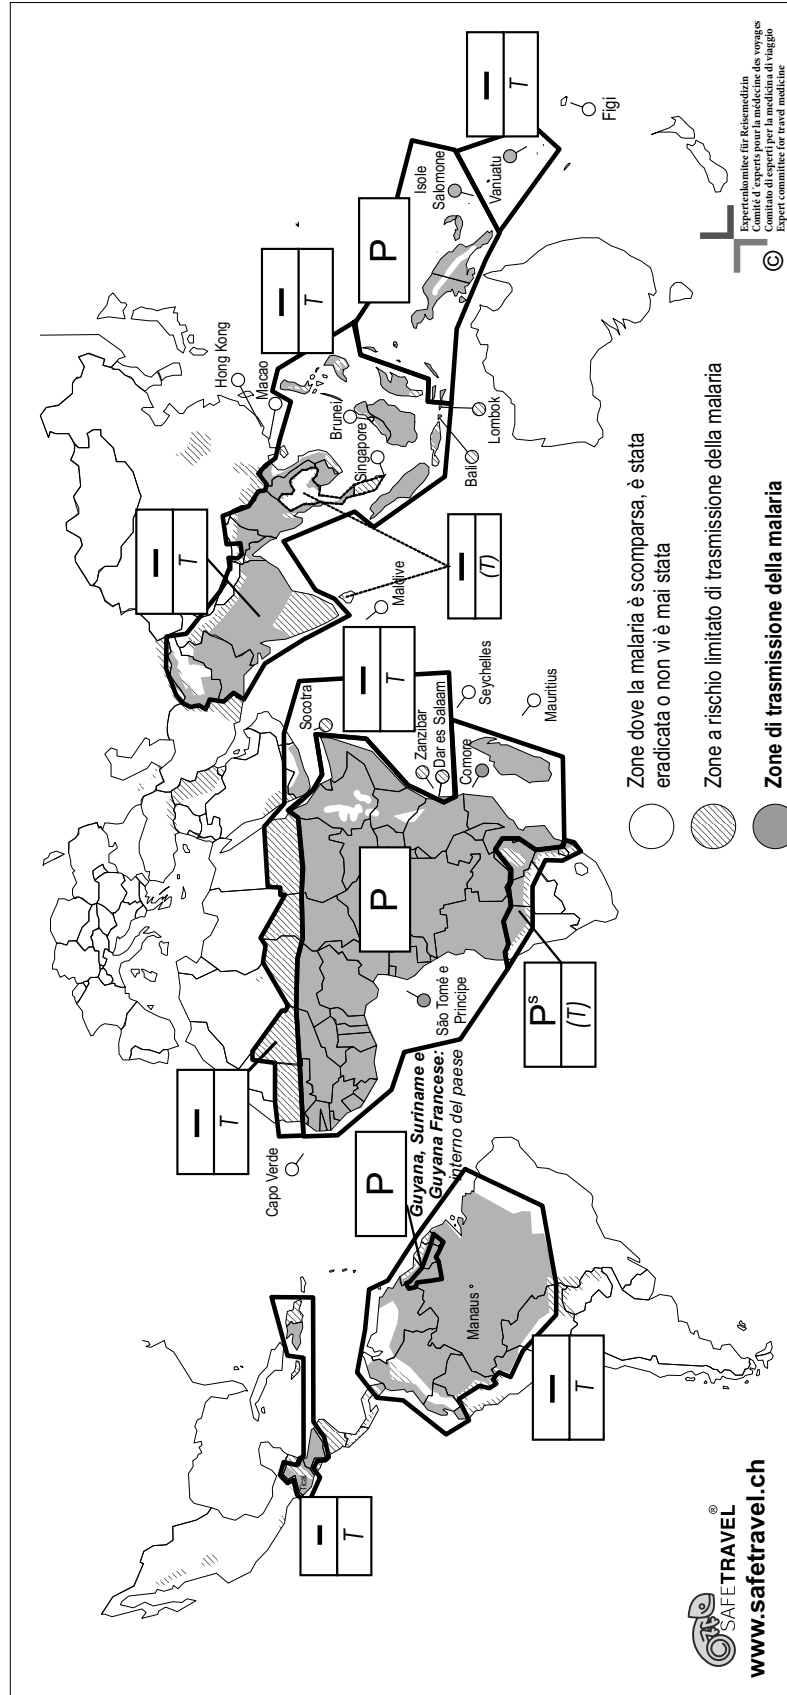 –
T
Capo Verde
–
T
P
Guyana, Suriname e
Guyana Francese:
interno del paese
Manaus °
Tical
–
T
–
T
P
São Tomé e
Principe
Pˢ
(T)
Socotra
–
T
Zanzibar
Dar es Salaam
Comore
Seychelles
Mauritius
–
T
Maldive
–
(T)
Hong Kong
Macao
–
T
Brunei
Singapore
Bali
Lombok
P
Isole
Salomone
–
T
Vanuatu
Figi
SAFETRAVEL®
www.safetravel.ch
Zone dove la malaria è scomparsa, è stata
eradicata o non vi è mai stata
Zone a rischio limitato di trasmissione della malaria
Zone di trasmissione della malaria
©
Expertenkomitee für Reisemedizin
Comité d'experts pour la médecine des voyages
Comitato di esperti per la medicina di viaggio
Expert committee for travel medicine